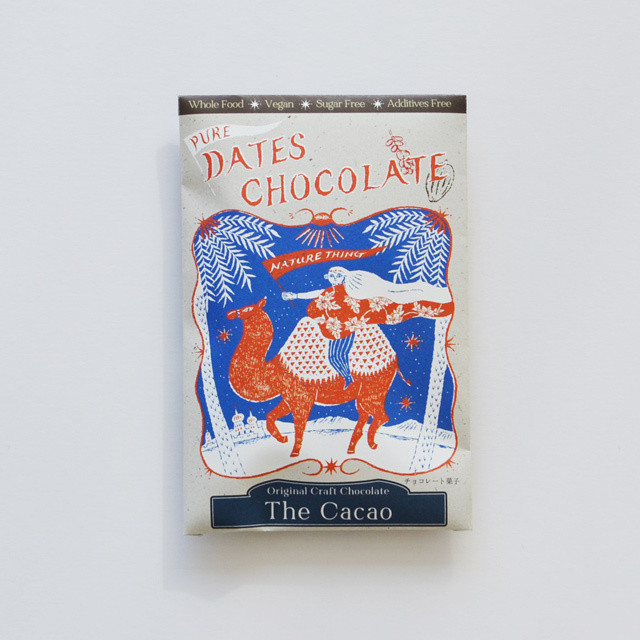 Whole Food ✴ Vegan ✴ Sugar Free ✴ Additives Free
PURE
DATES
CHOCOLATE
NATURE THING
チョコレート菓子
Original Craft Chocolate
The Cacao